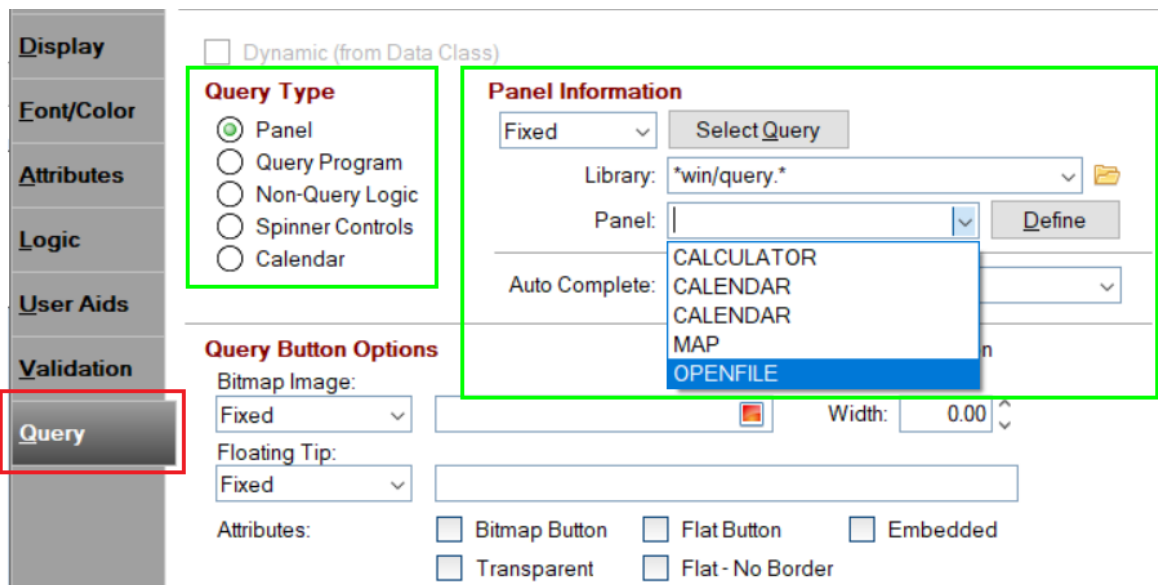 Display
Font/Color
Attributes
Logic
User Aids
Validation
Query
Dynamic (from Data Class)
Query Type
Panel
Query Program
Non-Query Logic
Spinner Controls
Calendar
Panel Information
Fixed
Select Query
Library: *win/query.*
Panel:
Define
CALCULATOR
CALENDAR
CALENDAR
MAP
OPENFILE
Auto Complete:
Query Button Options
Bitmap Image:
Fixed
Width: 0.00
Floating Tip:
Fixed
Attributes:
Bitmap Button Flat Button Embedded
Transparent Flat - No Border